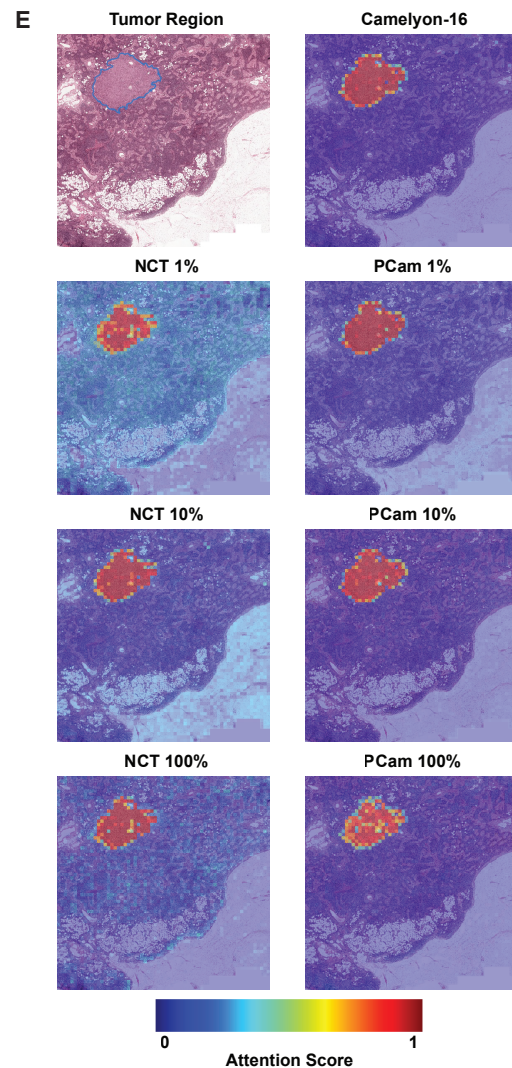 E
Tumor Region
Camelyon-16
NCT 1%
PCam 1%
NCT 10%
PCam 10%
NCT 100%
PCam 100%
0
1
Attention Score